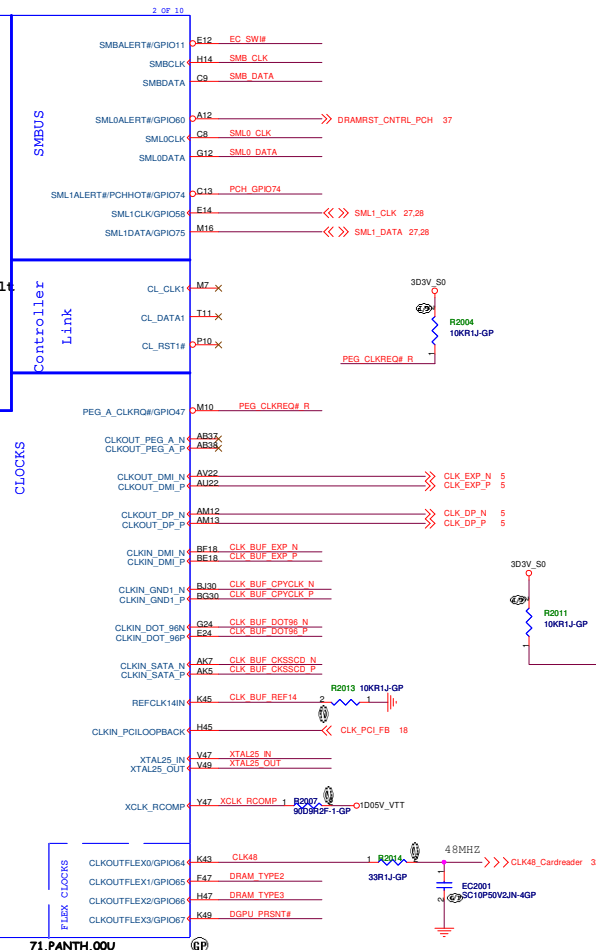 2 OF 10
SMBALERT#/GPIO11 E12 EC_SWI#
SMBCLK H14 SMB_CLK
SMBDATA C9 SMB_DATA
SMBUS
SML0ALERT#/GPIO60 A12 DRAMRST_CNTRL_PCH 37
SML0CLK C8 SML0_CLK
SML0DATA G12 SML0_DATA
SML1ALERT#/PCHHOT#/GPIO74 C13 PCH_GPIO74
SML1CLK/GPIO58 E14 SML1_CLK 27,28
SML1DATA/GPIO75 M16 SML1_DATA 27,28
Controller
Link
CL_CLK1 M7
CL_DATA1 T11
CL_RST1# P10
3D3V_S0
R2004
10KR1J-GP
1
PEG_CLKREQ#_R
PEG_A_CLKRQ#/GPIO47 M10 PEG_CLKREQ#_R
CLOCKS
CLKOUT_PEG_A_N AB37
CLKOUT_PEG_A_P AB38
CLKOUT_DMI_N AV22 CLK_EXP_N 5
CLKOUT_DMI_P AU22 CLK_EXP_P 5
CLKOUT_DP_N AM12 CLK_DP_N 5
CLKOUT_DP_P AM13 CLK_DP_P 5
CLKIN_DMI_N BF18 CLK_BUF_EXP_N
CLKIN_DMI_P BE18 CLK_BUF_EXP_P
3D3V_S0
R2011
10KR1J-GP
1
CLKIN_GND1_N BJ30 CLK_BUF_CPYCLK_N
CLKIN_GND1_P BG30 CLK_BUF_CPYCLK_P
CLKIN_DOT_96N G24 CLK_BUF_DOT96_N
CLKIN_DOT_96P E24 CLK_BUF_DOT96_P
CLKIN_SATA_N AK7 CLK_BUF_CKSSCD_N
CLKIN_SATA_P AK5 CLK_BUF_CKSSCD_P
R2013 10KR1J-GP
REFCLK14IN K45 CLK_BUF_REF14 2 1
CLKIN_PCILOOPBACK H45 CLK_PCI_FB 18
XTAL25_IN V47 XTAL25_IN
XTAL25_OUT V49 XTAL25_OUT
XCLK_RCOMP Y47 XCLK_RCOMP 1 R2007 1D05V_VTT
90D9R2F-1-GP
FLEX CLOCKS
48MHZ
CLKOUTFLEX0/GPIO64 K43 CLK48 1 R2014 CLK48_Cardreader
33R1J-GP
CLKOUTFLEX1/GPIO65 F47 DRAM_TYPE2
CLKOUTFLEX2/GPIO66 H47 DRAM_TYPE3
CLKOUTFLEX3/GPIO67 K49 DGPU_PRSNT#
1
EC2001
SC10P50V2JN-4GP
2
71.PANTH.00U GP